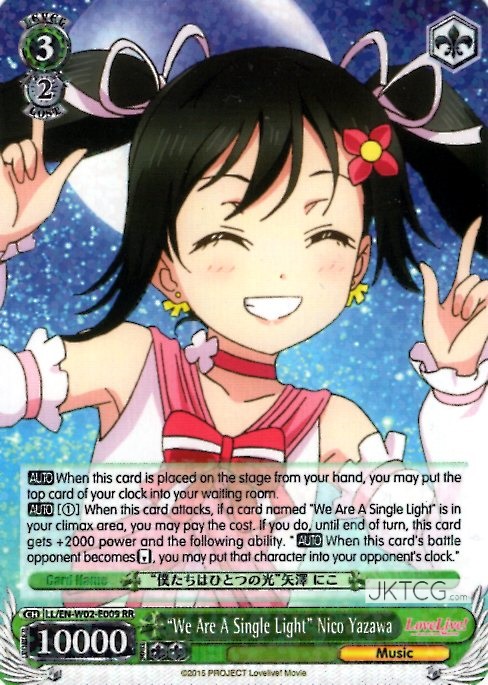 LEVEL
3
2
COST
AUTO When this card is placed on the stage from your hand, you may put the
top card of your clock into your waiting room.
AUTO [①] When this card attacks, if a card named "We Are A Single Light" is in
your climax area, you may pay the cost. If you do, until end of turn, this card
gets +2000 power and the following ability. "AUTO When this card's battle
opponent becomes, you may put that character into your opponent's clock."
Card Name
"僕たちはひとつの光"矢澤 にこ
JKTCG.com
LL/EN-W02-E009 RR
10000
"We Are A Single Light" Nico Yazawa
LoveLive!
Music
©2015 PROJECT Lovelive! Movie